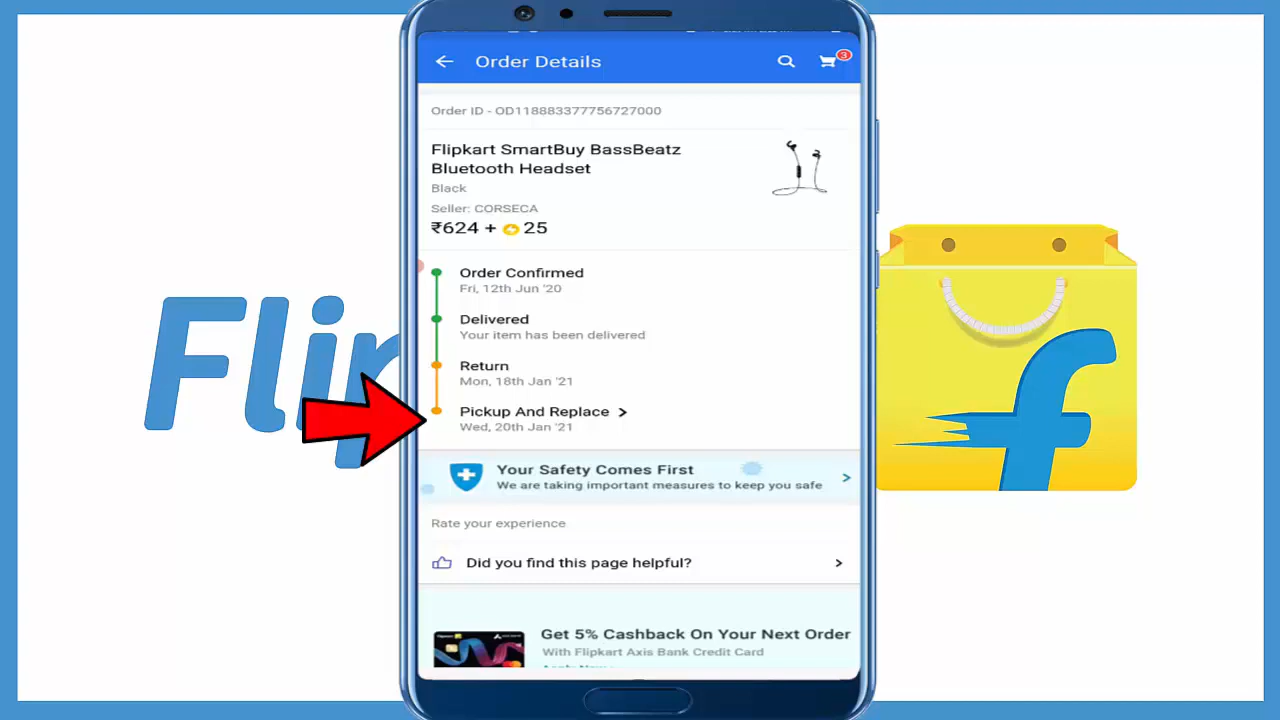 Order Details
3
Order ID - OD118883377756727000
Flipkart SmartBuy BassBeatz
Bluetooth Headset
Black
Seller: CORSECA
₹624 + 25
Order Confirmed
Fri, 12th Jun '20
Delivered
Your item has been delivered
Return
Mon, 18th Jan '21
Pickup And Replace
Wed, 20th Jan '21
Flip
f
Your Safety Comes First
We are taking important measures to keep you safe
Rate your experience
Did you find this page helpful?
Get 5% Cashback On Your Next Order
With Flipkart Axis Bank Credit Card